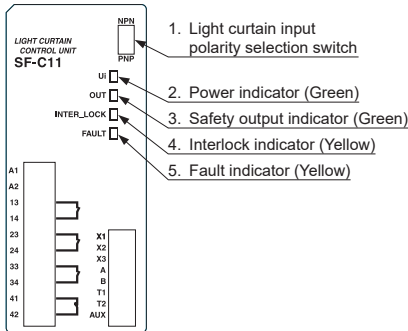 NPN
PNP
LIGHT CURTAIN
CONTROL UNIT
SF-C11
Ui
OUT
INTER_LOCK
FAULT
1. Light curtain input
polarity selection switch
2. Power indicator (Green)
3. Safety output indicator (Green)
4. Interlock indicator (Yellow)
5. Fault indicator (Yellow)
A1
A2
13
14
23
24
33
34
41
42
X1
X2
X3
A
B
T1
T2
AUX